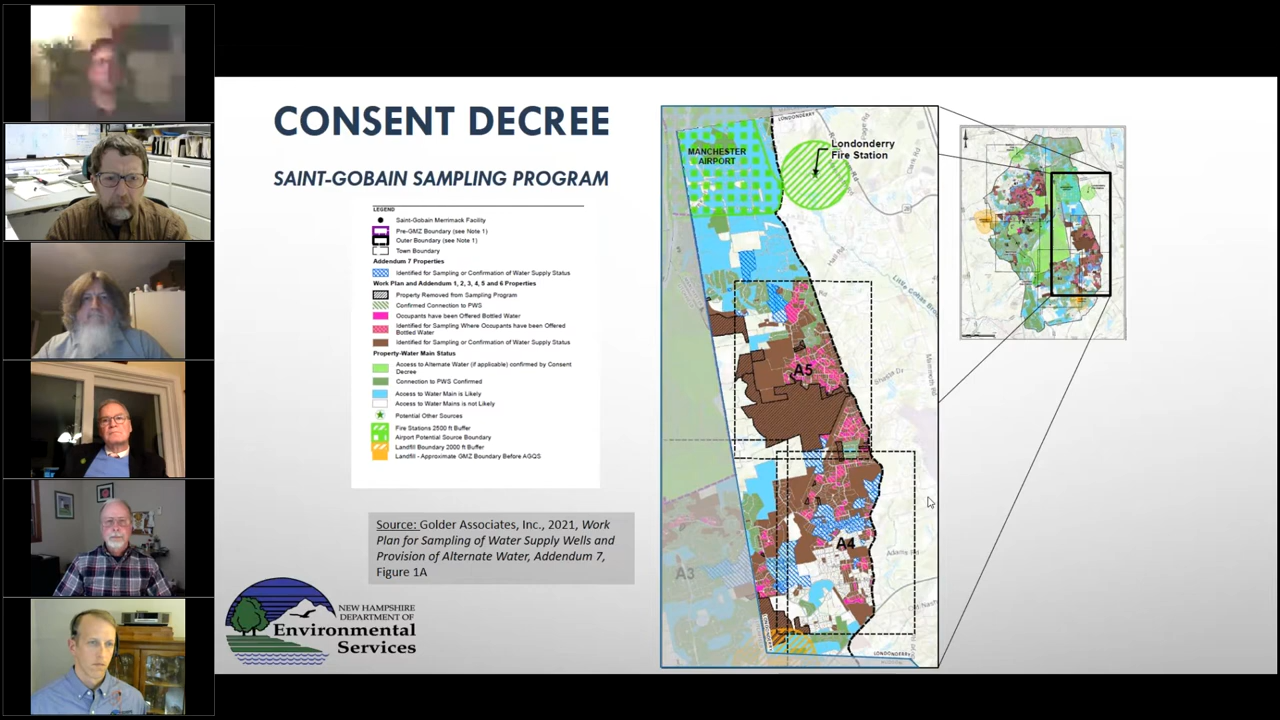 CONSENT DECREE
SAINT-GOBAIN SAMPLING PROGRAM
LEGEND
Saint-Gobain Merrimack Facility
Pre-GMZ Boundary (see Note 1)
Outer Boundary (see Note 1)
Town Boundary
Addendum 7 Properties
Identified for Sampling or Confirmation of Water Supply Status
Work Plan and Addendum 1, 2, 3, 4, 5 and 6 Properties
Property Removed from Sampling Program
Confirmed Connection to PWS
Occupants have been Offered Bottled Water
Identified for Sampling Where Occupants have been Offered
Bottled Water
Identified for Sampling or Confirmation of Water Supply Status
Property-Water Main Status
Access to Alternate Water (if applicable) confirmed by Consent
Decree
Connection to PWS Confirmed
Access to Water Main is Likely
Access to Water Mains is not Likely
Potential Other Sources
Fire Stations 2500 ft Buffer
Airport Potential Source Boundary
Landfill Boundary 2000 ft Buffer
Landfill - Approximate GMZ Boundary Before AGQS
Source: Golder Associates, Inc., 2021, Work
Plan for Sampling of Water Supply Wells and
Provision of Alternate Water, Addendum 7,
Figure 1A
NEW HAMPSHIRE
DEPARTMENT OF
Environmental
Services
LONDONDERRY
MANCHESTER
AIRPORT
Londonderry
Fire Station
A5
Shasta Dr
Mammoth Rd
A4
A3
Adams Rd
LONDONDERRY